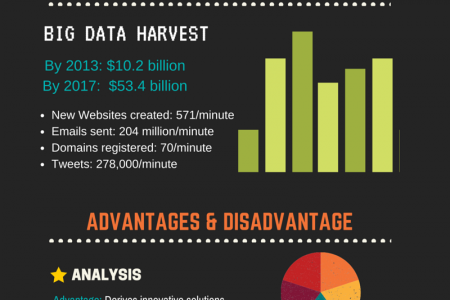 BIG DATA HARVEST
By 2013: $10.2 billion
By 2017: $53.4 billion
• New Websites created: 571/minute
• Emails sent: 204 million/minute
• Domains registered: 70/minute
• Tweets: 278,000/minute
ADVANTAGES & DISADVANTAGE
ANALYSIS
Advantage: Derives innovative solutions